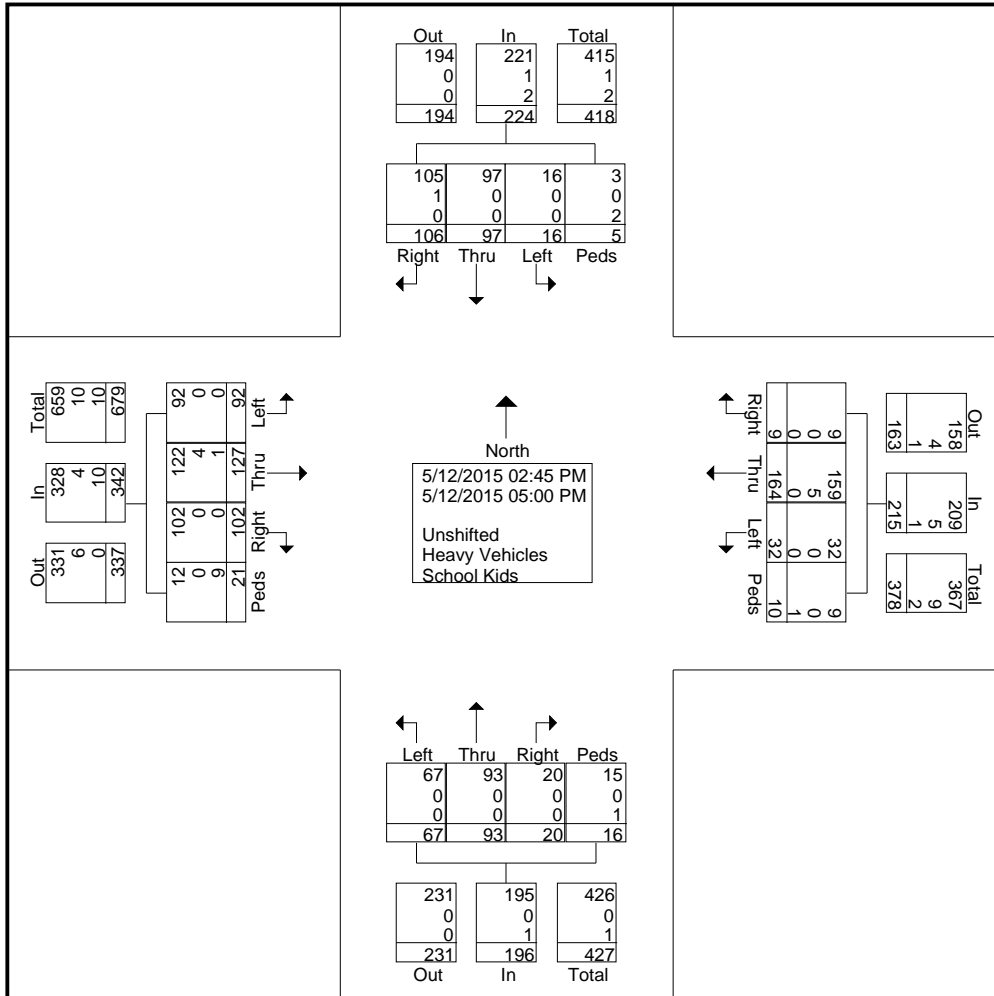 Out In Total
194 221 415
0 1 1
0 2 2
194 224 418
105 97 16 3
1 0 0 0
0 0 0 2
106 97 16 5
Right Thru Left Peds
Total
659 10 10 679
In
328 4 10 342
Out
331 6 0 337
Left
92 0 0 92
Thru
122 4 1 127
Right
102 0 0 102
Peds
12 0 9 21
North
5/12/2015 02:45 PM
5/12/2015 05:00 PM
Unshifted
Heavy Vehicles
School Kids
Right
9 0 0 9
Thru
159 5 0 164
Left
32 0 0 32
Peds
9 0 1 10
Out
158 4 1 163
In
209 5 1 215
Total
367 9 2 378
Left Thru Right Peds
67 93 20 15
0 0 0 0
0 0 0 1
67 93 20 16
231 195 426
0 0 0
0 1 1
231 196 427
Out In Total